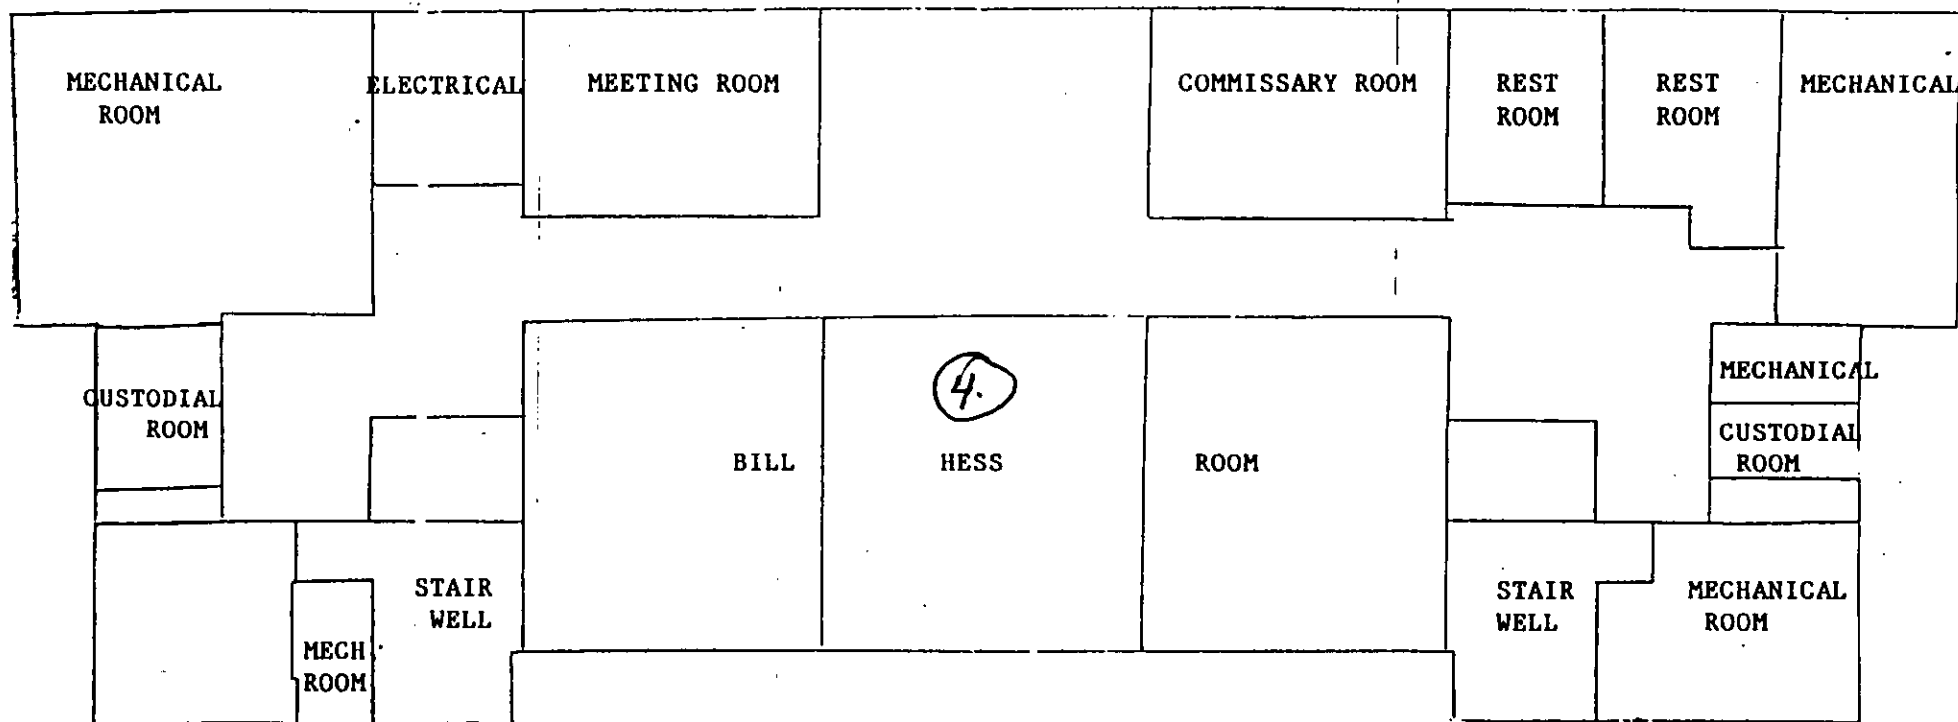 MECHANICAL
ROOM
ELECTRICAL
MEETING ROOM
COMMISSARY ROOM
REST
ROOM
REST
ROOM
MECHANICAL
CUSTODIAL
ROOM
4.
BILL HESS ROOM
MECHANICAL
CUSTODIAL
ROOM
STAIR
WELL
MECH
ROOM
STAIR
WELL
MECHANICAL
ROOM